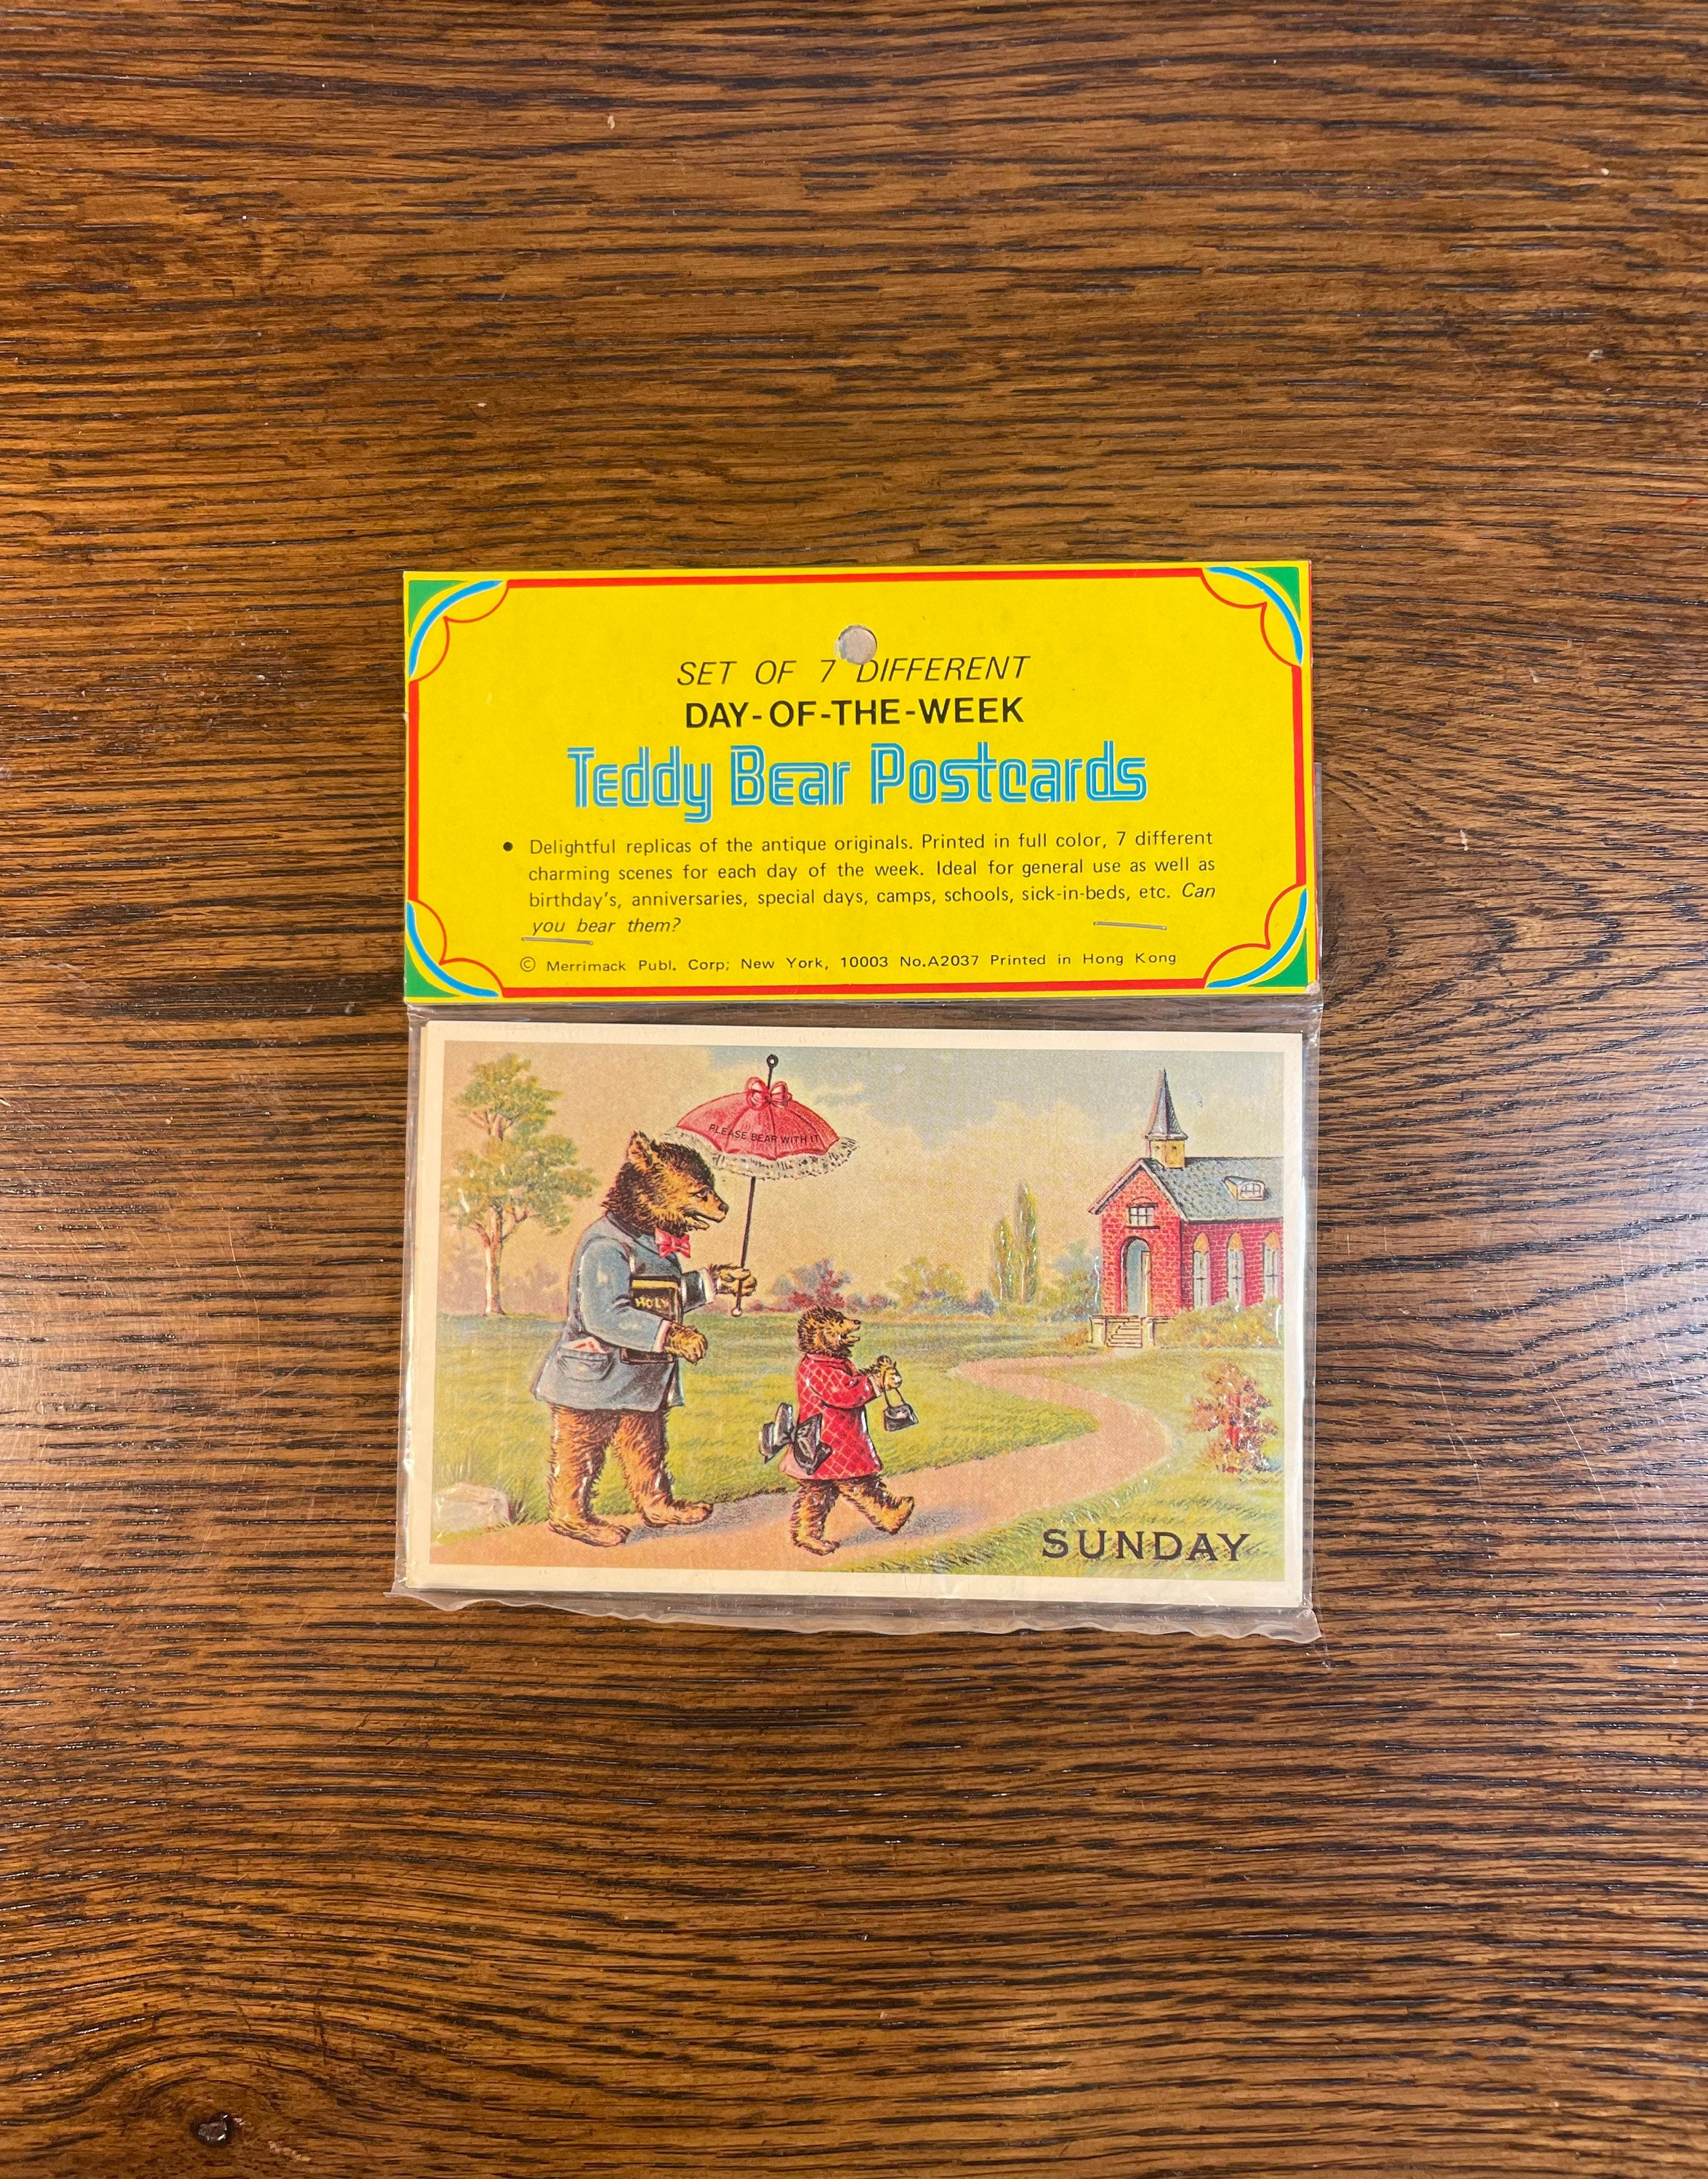 SET OF 7 DIFFERENT
DAY-OF-THE-WEEK
Teddy Bear Postcards
• Delightful replicas of the antique originals. Printed in full color, 7 different
charming scenes for each day of the week. Ideal for general use as well as
birthday's, anniversaries, special days, camps, schools, sick-in-beds, etc. Can
you bear them?
© Merrimack Publ. Corp; New York, 10003 No.A2037 Printed in Hong Kong
PLEASE BEAR WITH IT
HOLY
SUNDAY